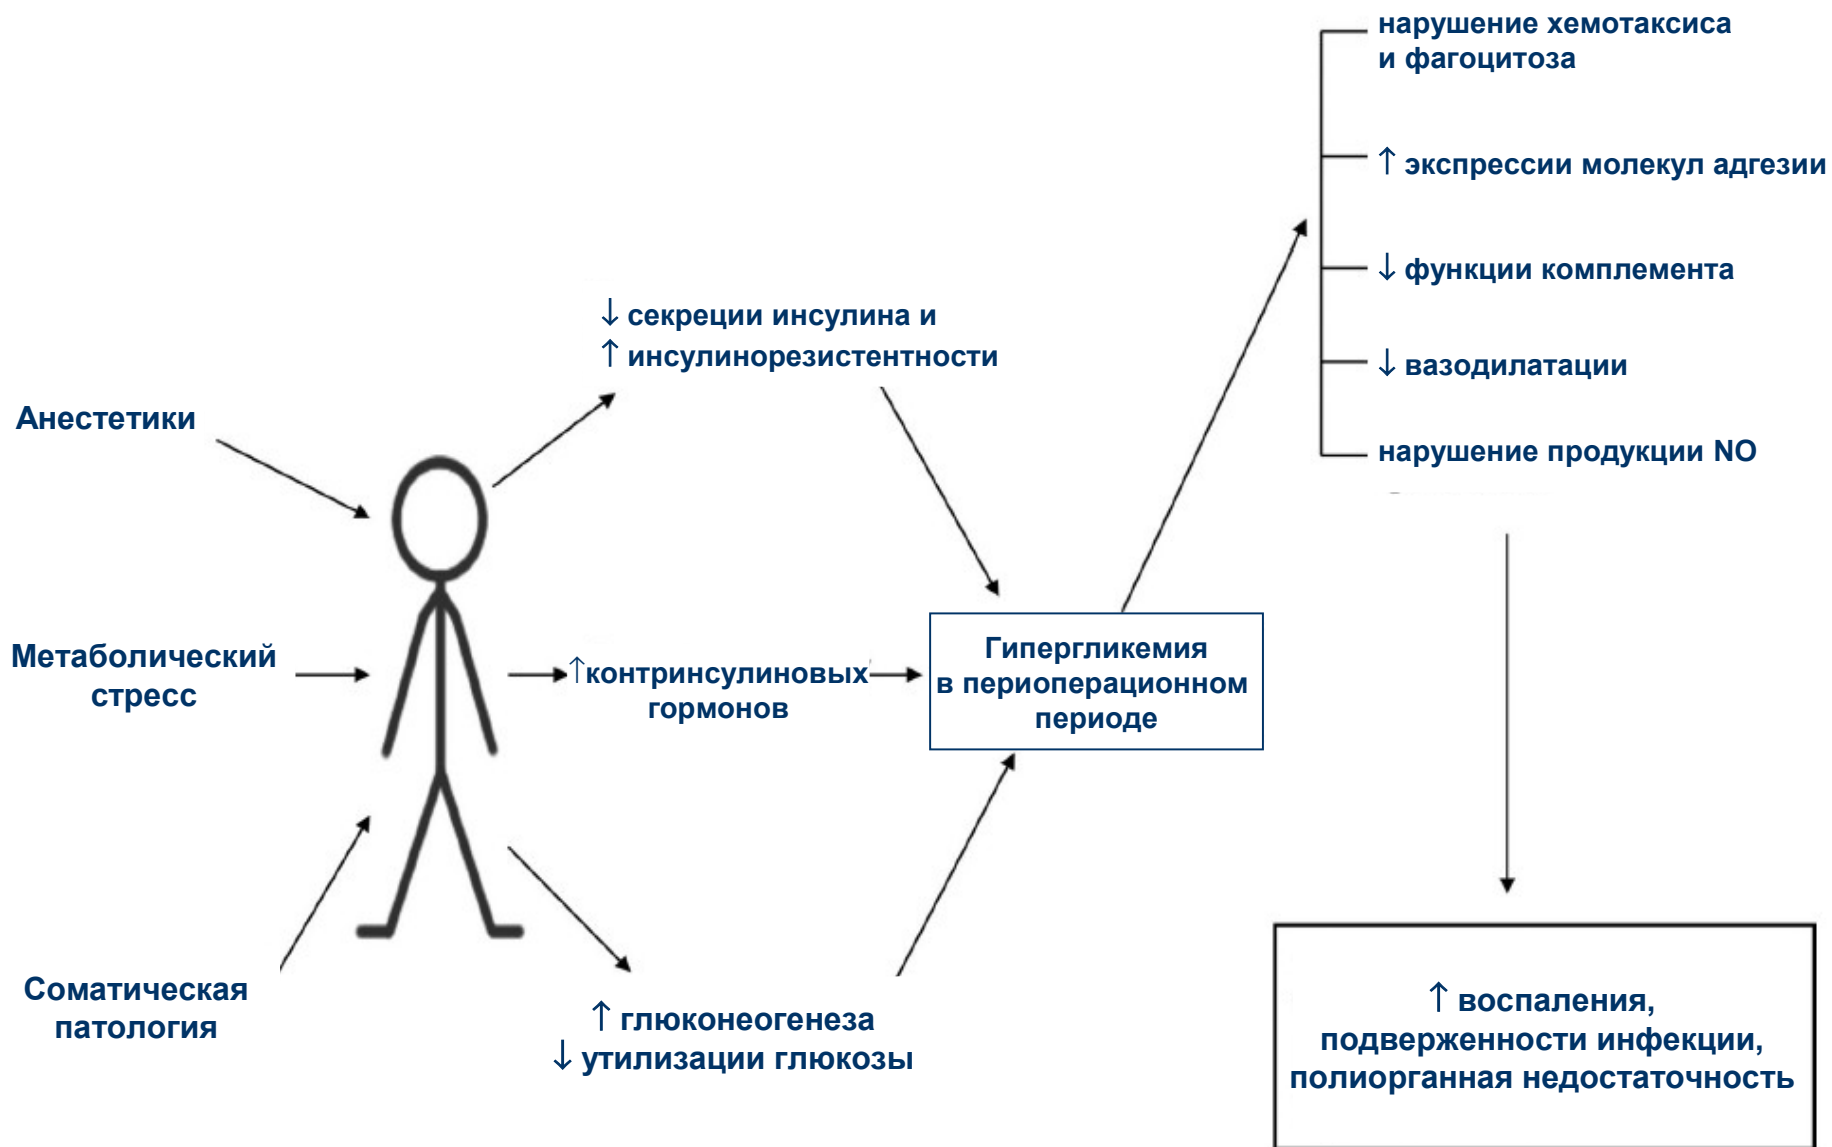 нарушение хемотаксиса
и фагоцитоза
↑ экспрессии молекул адгезии
↓ функции комплемента
↓ вазодилатации
нарушение продукции NO
↓ секреции инсулина и
↑ инсулинорезистентности
Анестетики
Метаболический
стресс
↑контринсулиновых
гормонов
Гипергликемия
в периоперационном
периоде
Соматическая
патология
↑ глюконеогенеза
↓ утилизации глюкозы
↑ воспаления,
подверженности инфекции,
полиорганная недостаточность